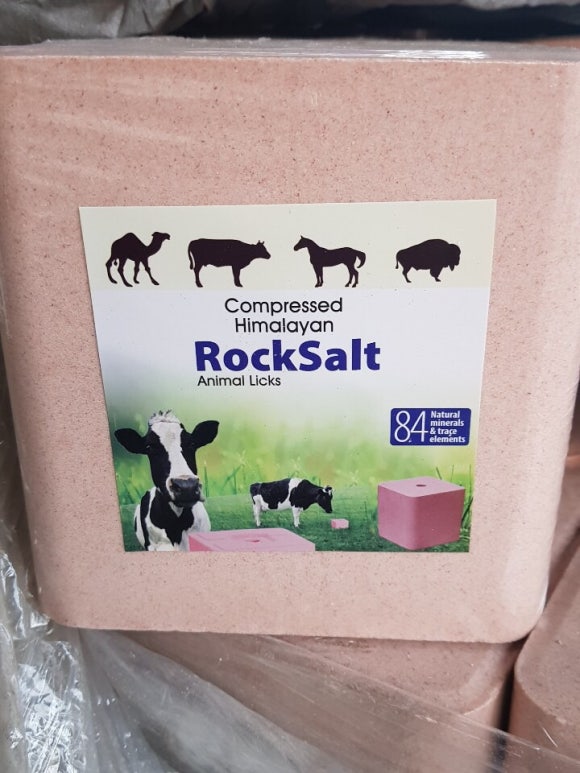 Compressed
Himalayan
RockSalt
Animal Licks
84 Natural
minerals
& trace
elements